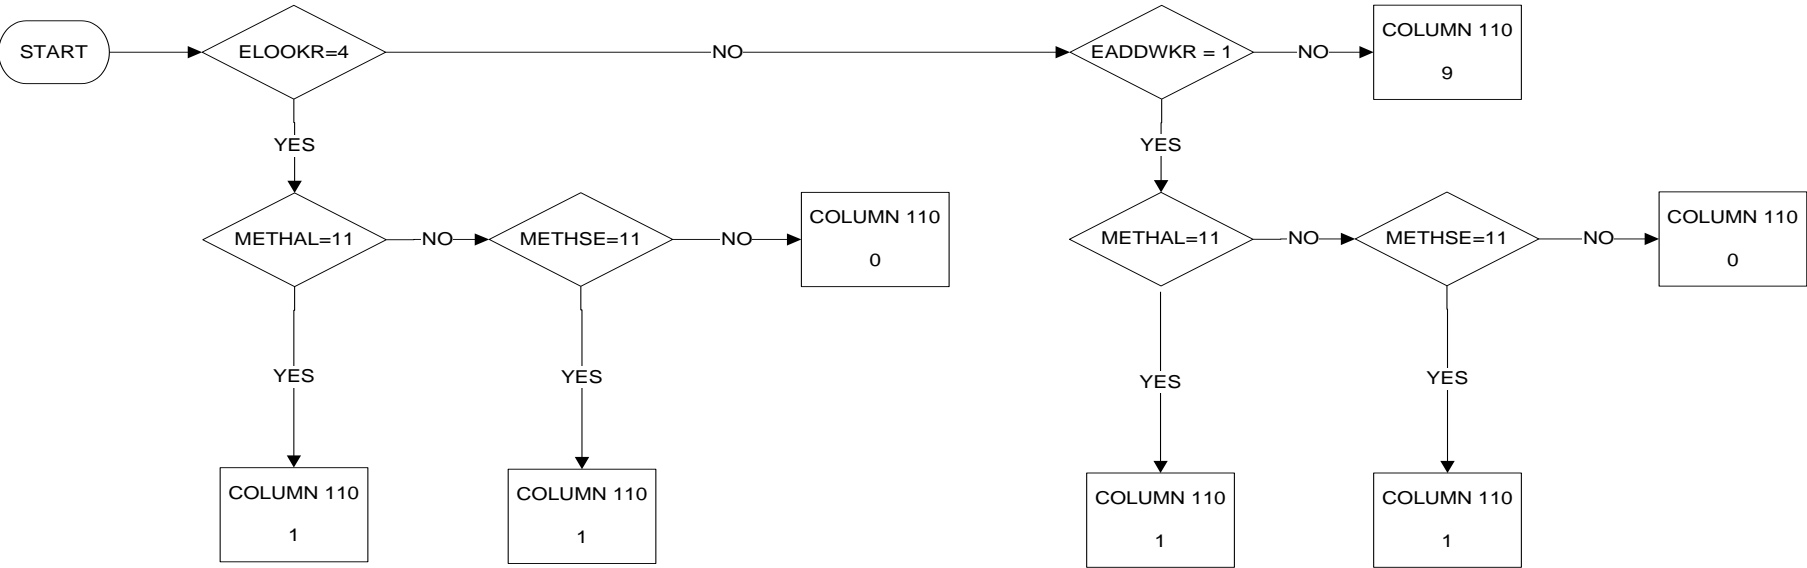 START
ELOOKR=4
NO
EADDWKR = 1
NO
COLUMN 110
9
YES
YES
METHAL=11
NO
METHSE=11
NO
COLUMN 110
0
METHAL=11
NO
METHSE=11
NO
COLUMN 110
0
YES
YES
YES
YES
COLUMN 110
1
COLUMN 110
1
COLUMN 110
1
COLUMN 110
1